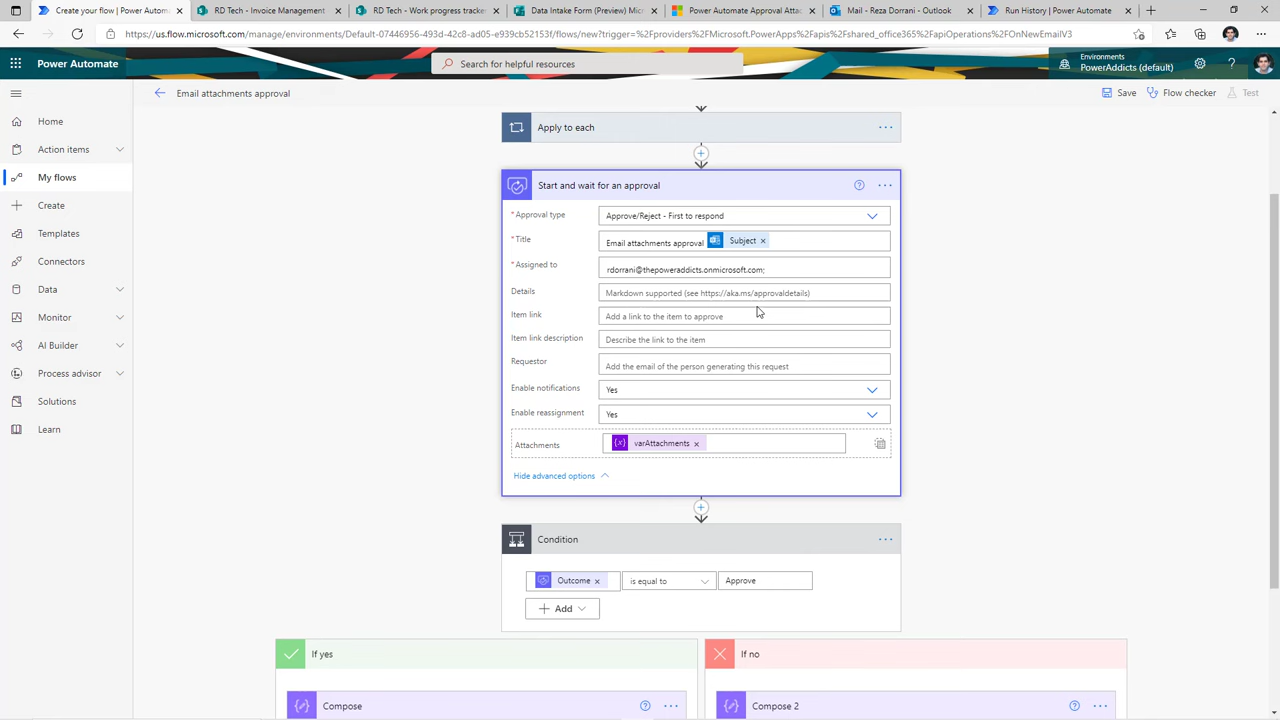 Create your flow | Power Automa
RD Tech - Invoice Management
RD Tech - Work progress tracker
Data Intake Form (Preview) Micros
Power Automate Approval Attac
Mail - Reza Dorrani - Outlook
Run History | Power Automate
https://us.flow.microsoft.com/manage/environments/Default-07446956-493d-42c8-ad05-e939cb52153f/flows/new?trigger=%2Fproviders%2FMicrosoft.PowerApps%2Fapis%2Fshared_office365%2FapiOperations%2FOnNewEmailV3
Power Automate
Search for helpful resources
Environments
PowerAddicts (default)
?
Email attachments approval
Save
Flow checker
Test
Home
Action items
My flows
Create
Templates
Connectors
Data
Monitor
AI Builder
Process advisor
Solutions
Learn
Apply to each
Start and wait for an approval
* Approval type
Approve/Reject - First to respond
* Title
Email attachments approval Subject
* Assigned to
rdorrani@thepoweraddicts.onmicrosoft.com;
Details
Markdown supported (see https://aka.ms/approvaldetails)
Item link
Add a link to the item to approve
Item link description
Describe the link to the item
Requestor
Add the email of the person generating this request
Enable notifications
Yes
Enable reassignment
Yes
Attachments
varAttachments
Hide advanced options
Condition
Outcome
is equal to
Approve
Add
If yes
If no
Compose
Compose 2